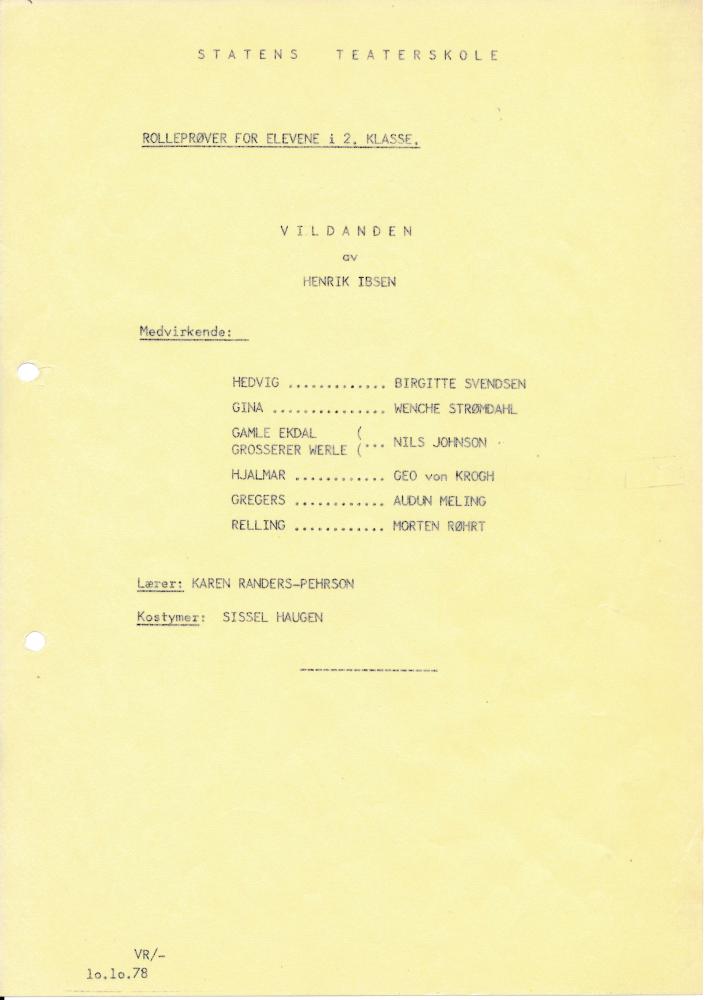 STATENS TEATERSKOLE
ROLLEPRØVER FOR ELEVENE i 2. KLASSE.
VILDANDEN
av
HENRIK IBSEN
Medvirkende:
HEDVIG ............. BIRGITTE SVENDSEN
GINA ............... WENCHE STRØMDAHL
GAMLE EKDAL (
GROSSERER WERLE (... NILS JOHNSON
HJALMAR ............ GEO von KROGH
GREGERS ............ AUDUN MELING
RELLING ............ MORTEN RØHRT
Lærer: KAREN RANDERS-PEHRSON
Kostymer: SISSEL HAUGEN
VR/-
lo.lo.78